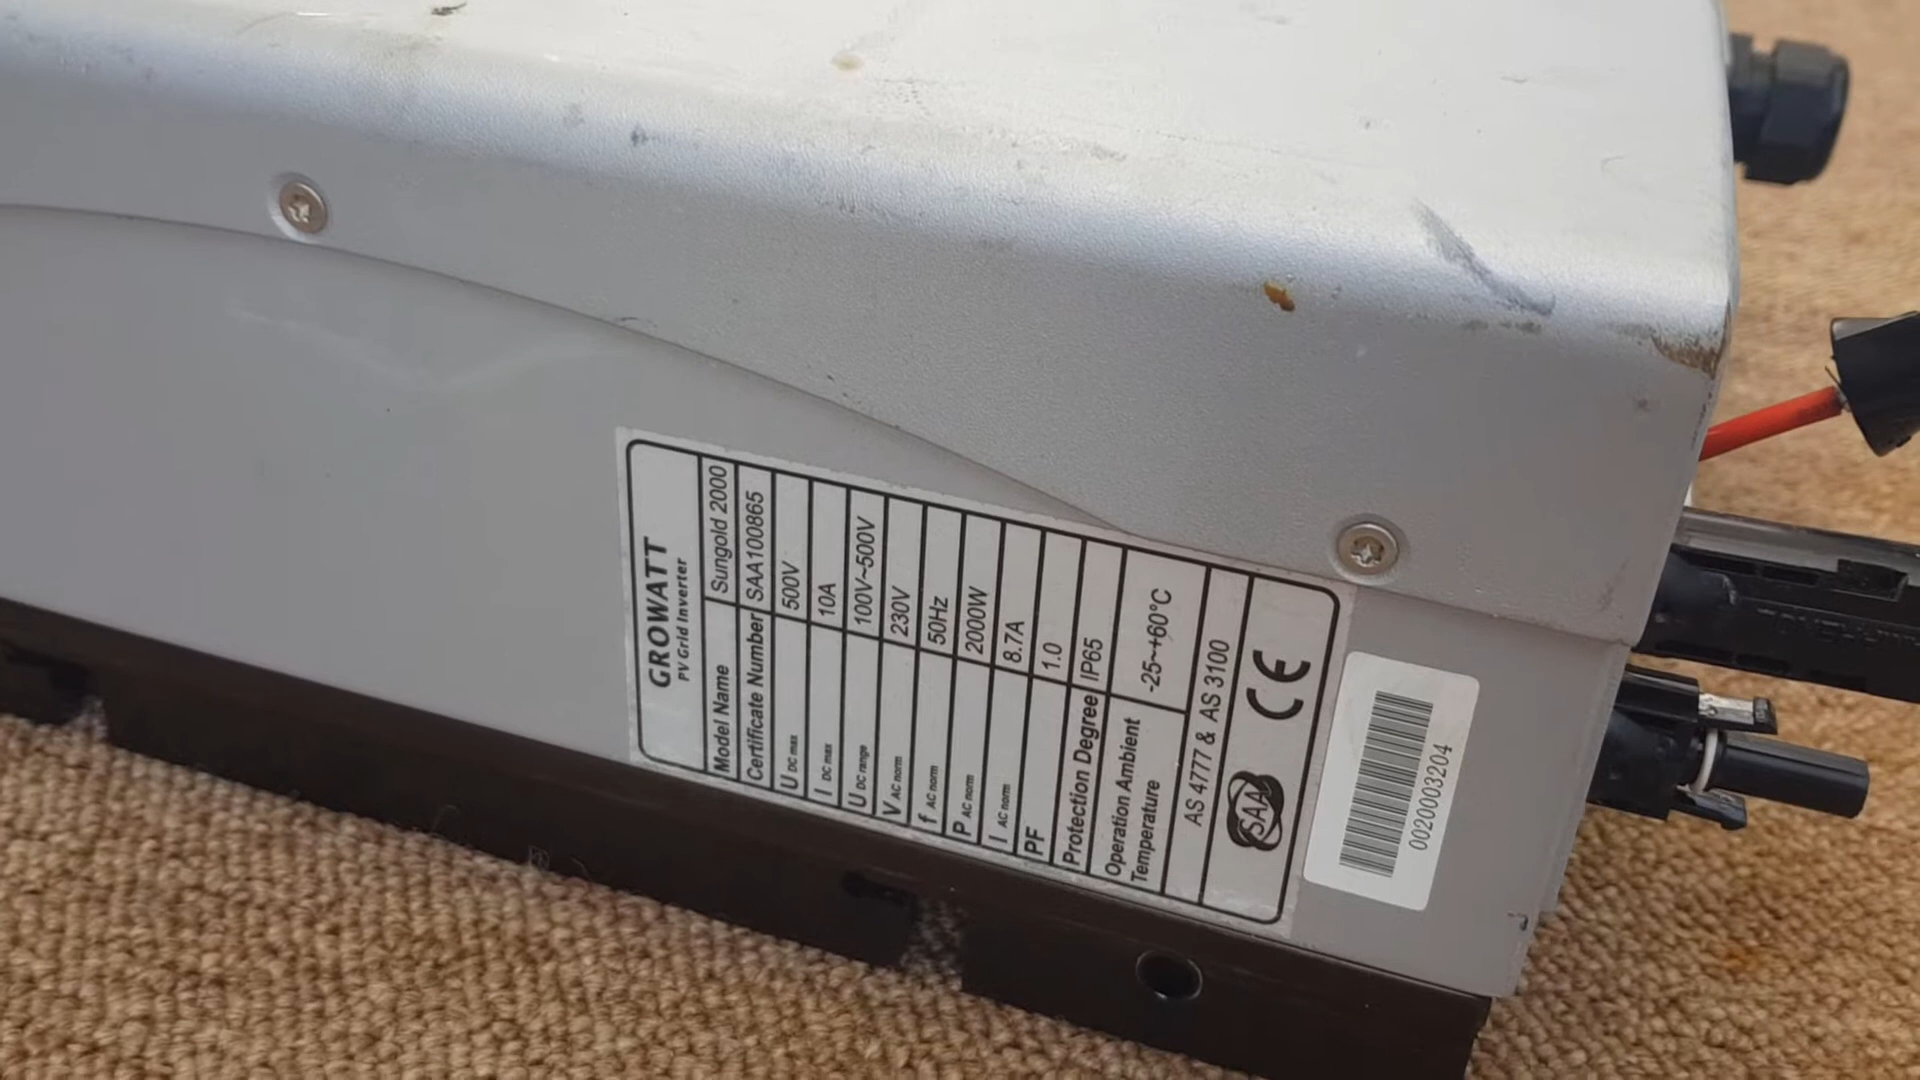 GROWATT
PV Grid Inverter
Model Name Sungold 2000
Certificate Number SAA100865
U DC max 500V
I DC max 10A
U DC range 100V~500V
V AC norm 230V
f AC norm 50Hz
P AC norm 2000W
I AC norm 8.7A
PF 1.0
Protection Degree IP65
Operation Ambient
Temperature -25~+60°C
AS 4777 & AS 3100
SAA CE
0020003204